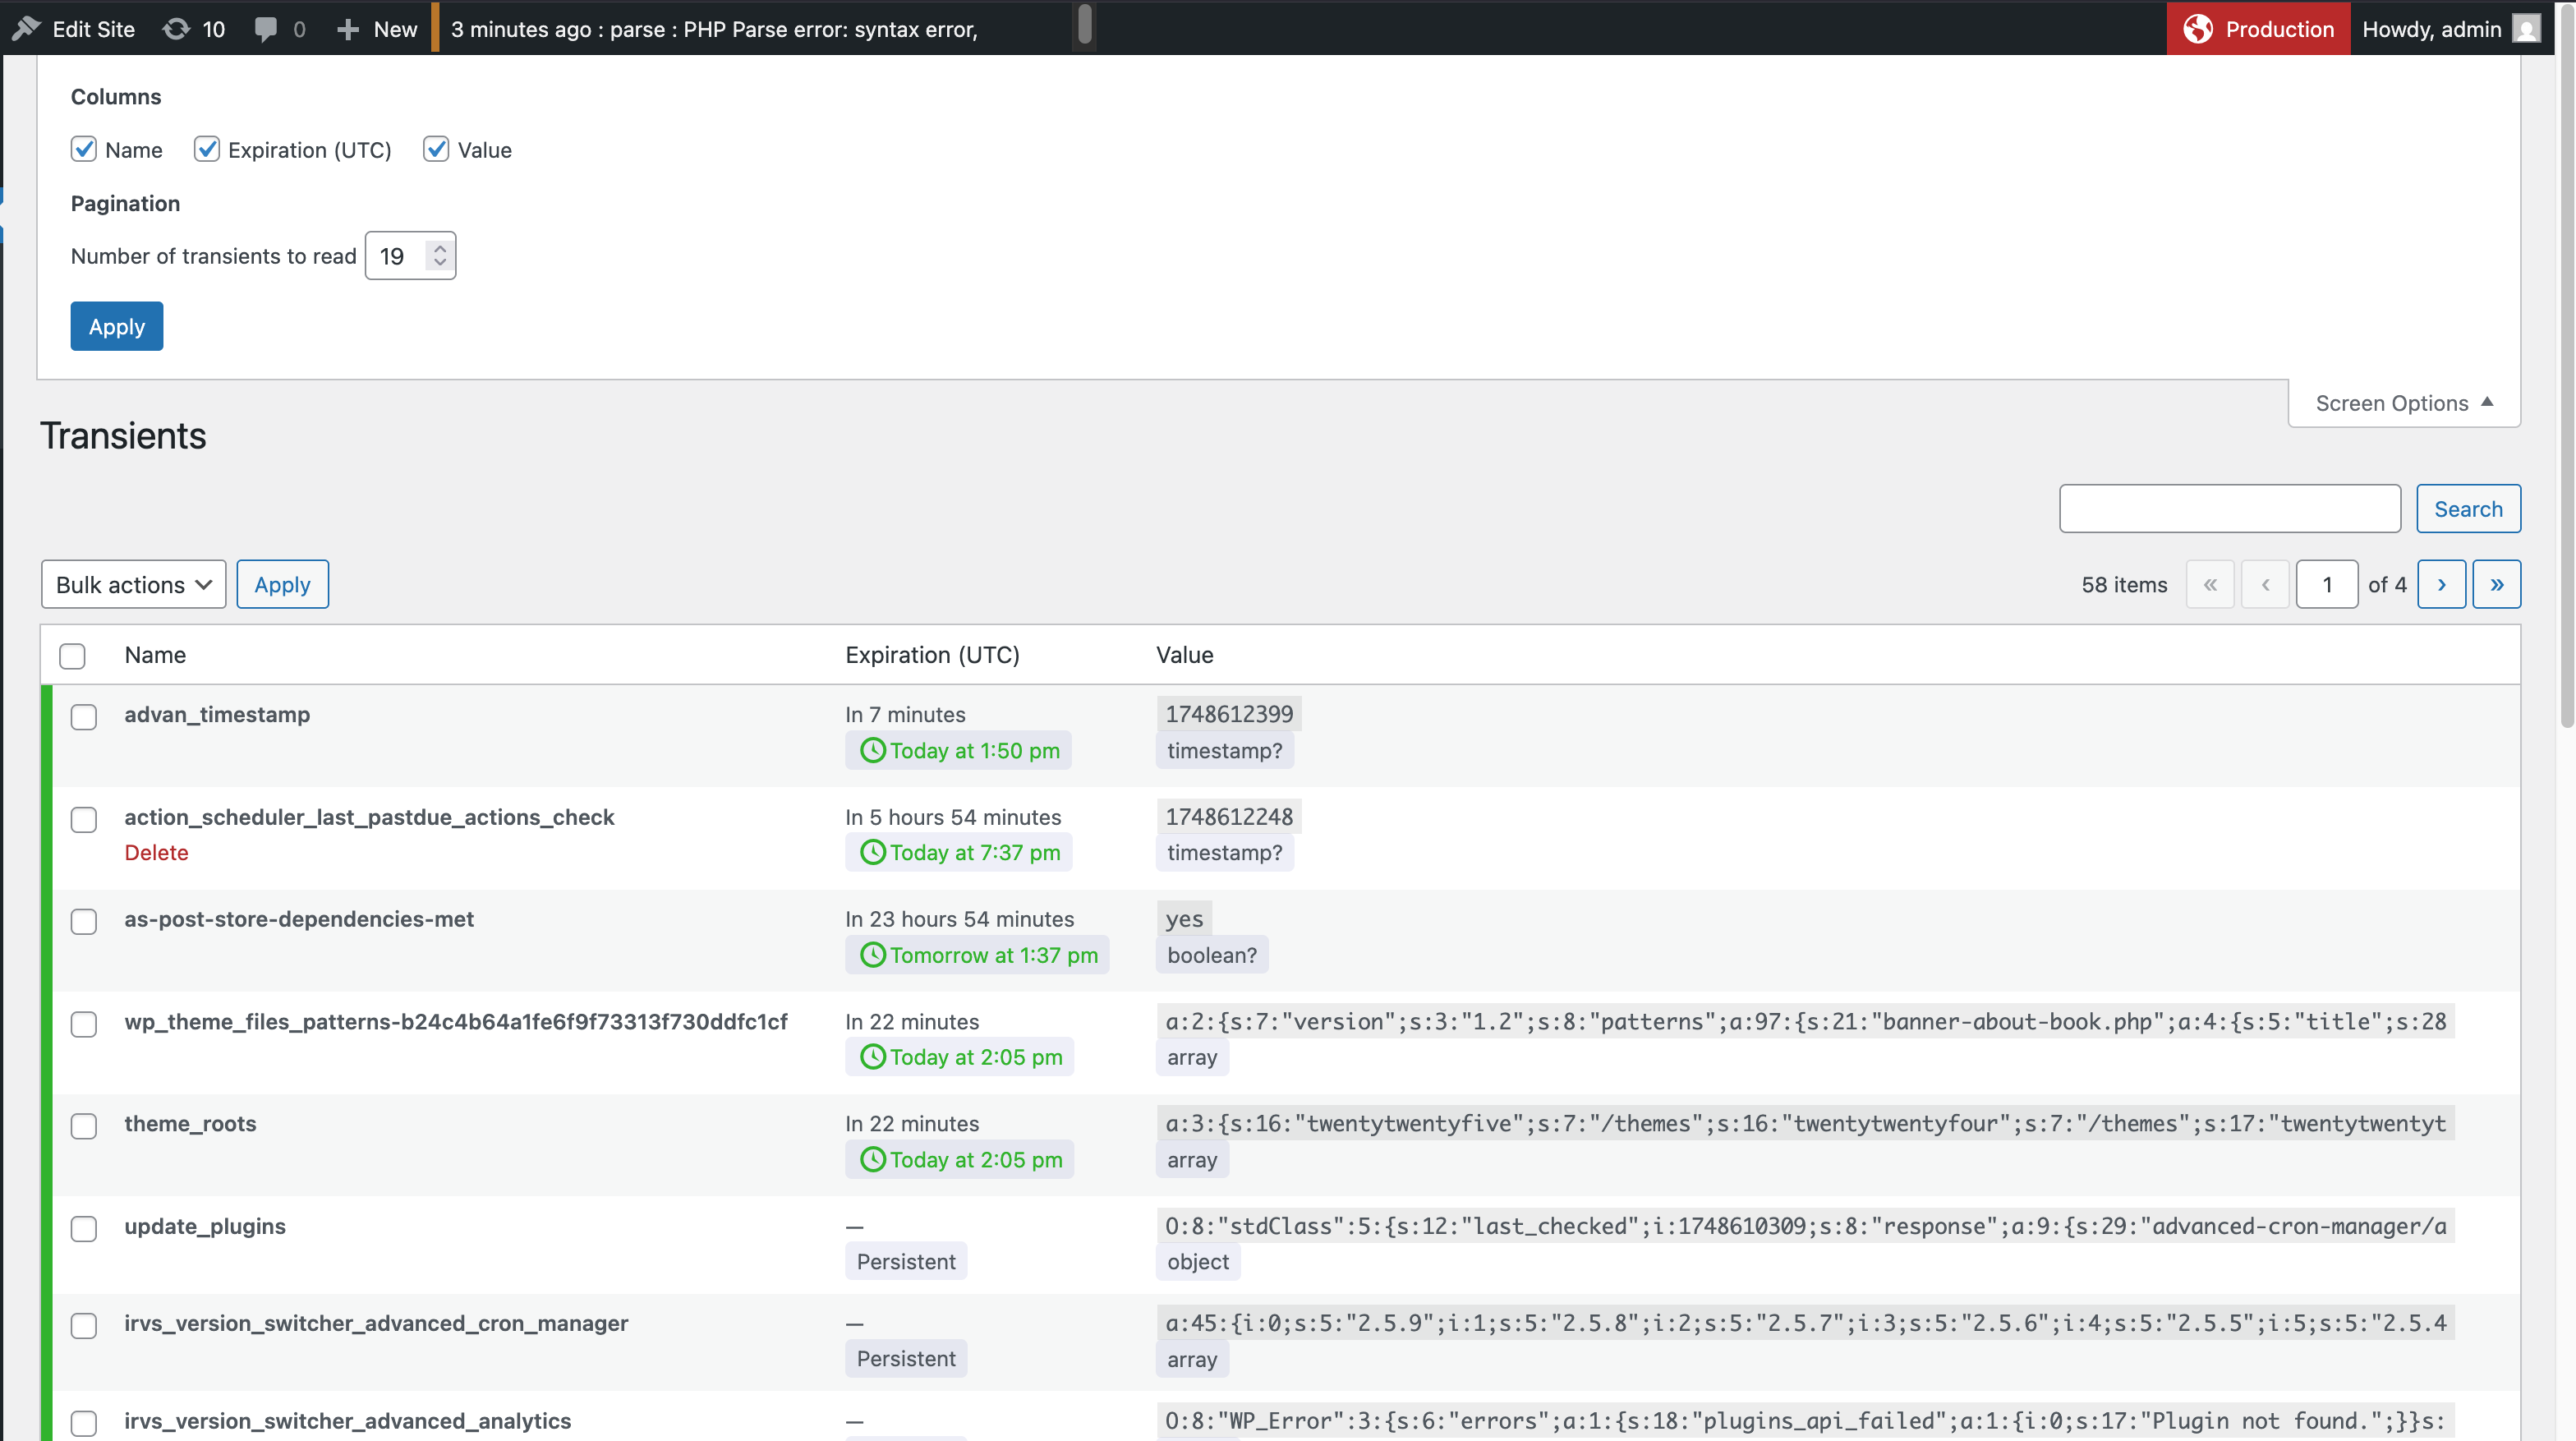 Edit Site 10 0 New 3 minutes ago : parse : PHP Parse error: syntax error, Production Howdy, admin
Columns
Name Expiration (UTC) Value
Pagination
Number of transients to read 19
Apply
Screen Options
Transients
Search
Bulk actions Apply 58 items « ‹ 1 of 4 › »
Name Expiration (UTC) Value
advan_timestamp In 7 minutes 1748612399
Today at 1:50 pm timestamp?
action_scheduler_last_pastdue_actions_check In 5 hours 54 minutes 1748612248
Delete Today at 7:37 pm timestamp?
as-post-store-dependencies-met In 23 hours 54 minutes yes
Tomorrow at 1:37 pm boolean?
wp_theme_files_patterns-b24c4b64a1fe6f9f73313f730ddfc1cf In 22 minutes a:2:{s:7:"version";s:3:"1.2";s:8:"patterns";a:97:{s:21:"banner-about-book.php";a:4:{s:5:"title";s:28
Today at 2:05 pm array
theme_roots In 22 minutes a:3:{s:16:"twentytwentyfive";s:7:"/themes";s:16:"twentytwentyfour";s:7:"/themes";s:17:"twentytwentyt
Today at 2:05 pm array
update_plugins — O:8:"stdClass":5:{s:12:"last_checked";i:1748610309;s:8:"response";a:9:{s:29:"advanced-cron-manager/a
Persistent object
irvs_version_switcher_advanced_cron_manager — a:45:{i:0;s:5:"2.5.9";i:1;s:5:"2.5.8";i:2;s:5:"2.5.7";i:3;s:5:"2.5.6";i:4;s:5:"2.5.5";i:5;s:5:"2.5.4
Persistent array
irvs_version_switcher_advanced_analytics — O:8:"WP_Error":3:{s:6:"errors";a:1:{s:18:"plugins_api_failed";a:1:{i:0;s:17:"Plugin not found.";}}s: